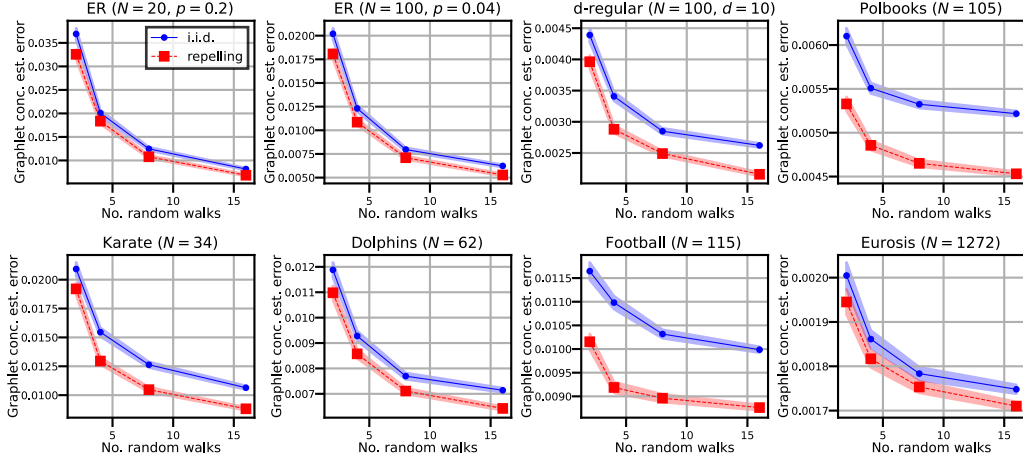 ER (N = 20, p = 0.2)
Graphlet conc. est. error
0.035
0.030
0.025
0.020
0.015
0.010
i.i.d.
repelling
5 10 15
No. random walks
ER (N = 100, p = 0.04)
Graphlet conc. est. error
0.0200
0.0175
0.0150
0.0125
0.0100
0.0075
0.0050
5 10 15
No. random walks
d-regular (N = 100, d = 10)
Graphlet conc. est. error
0.0045
0.0040
0.0035
0.0030
0.0025
5 10 15
No. random walks
Polbooks (N = 105)
Graphlet conc. est. error
0.0060
0.0055
0.0050
0.0045
5 10 15
No. random walks
Karate (N = 34)
Graphlet conc. est. error
0.0200
0.0175
0.0150
0.0125
0.0100
5 10 15
No. random walks
Dolphins (N = 62)
Graphlet conc. est. error
0.012
0.011
0.010
0.009
0.008
0.007
5 10 15
No. random walks
Football (N = 115)
Graphlet conc. est. error
0.0120
0.0115
0.0110
0.0105
0.0100
0.0095
0.0090
5 10 15
No. random walks
Eurosis (N = 1272)
Graphlet conc. est. error
0.0020
0.0019
0.0018
0.0017
5 10 15
No. random walks